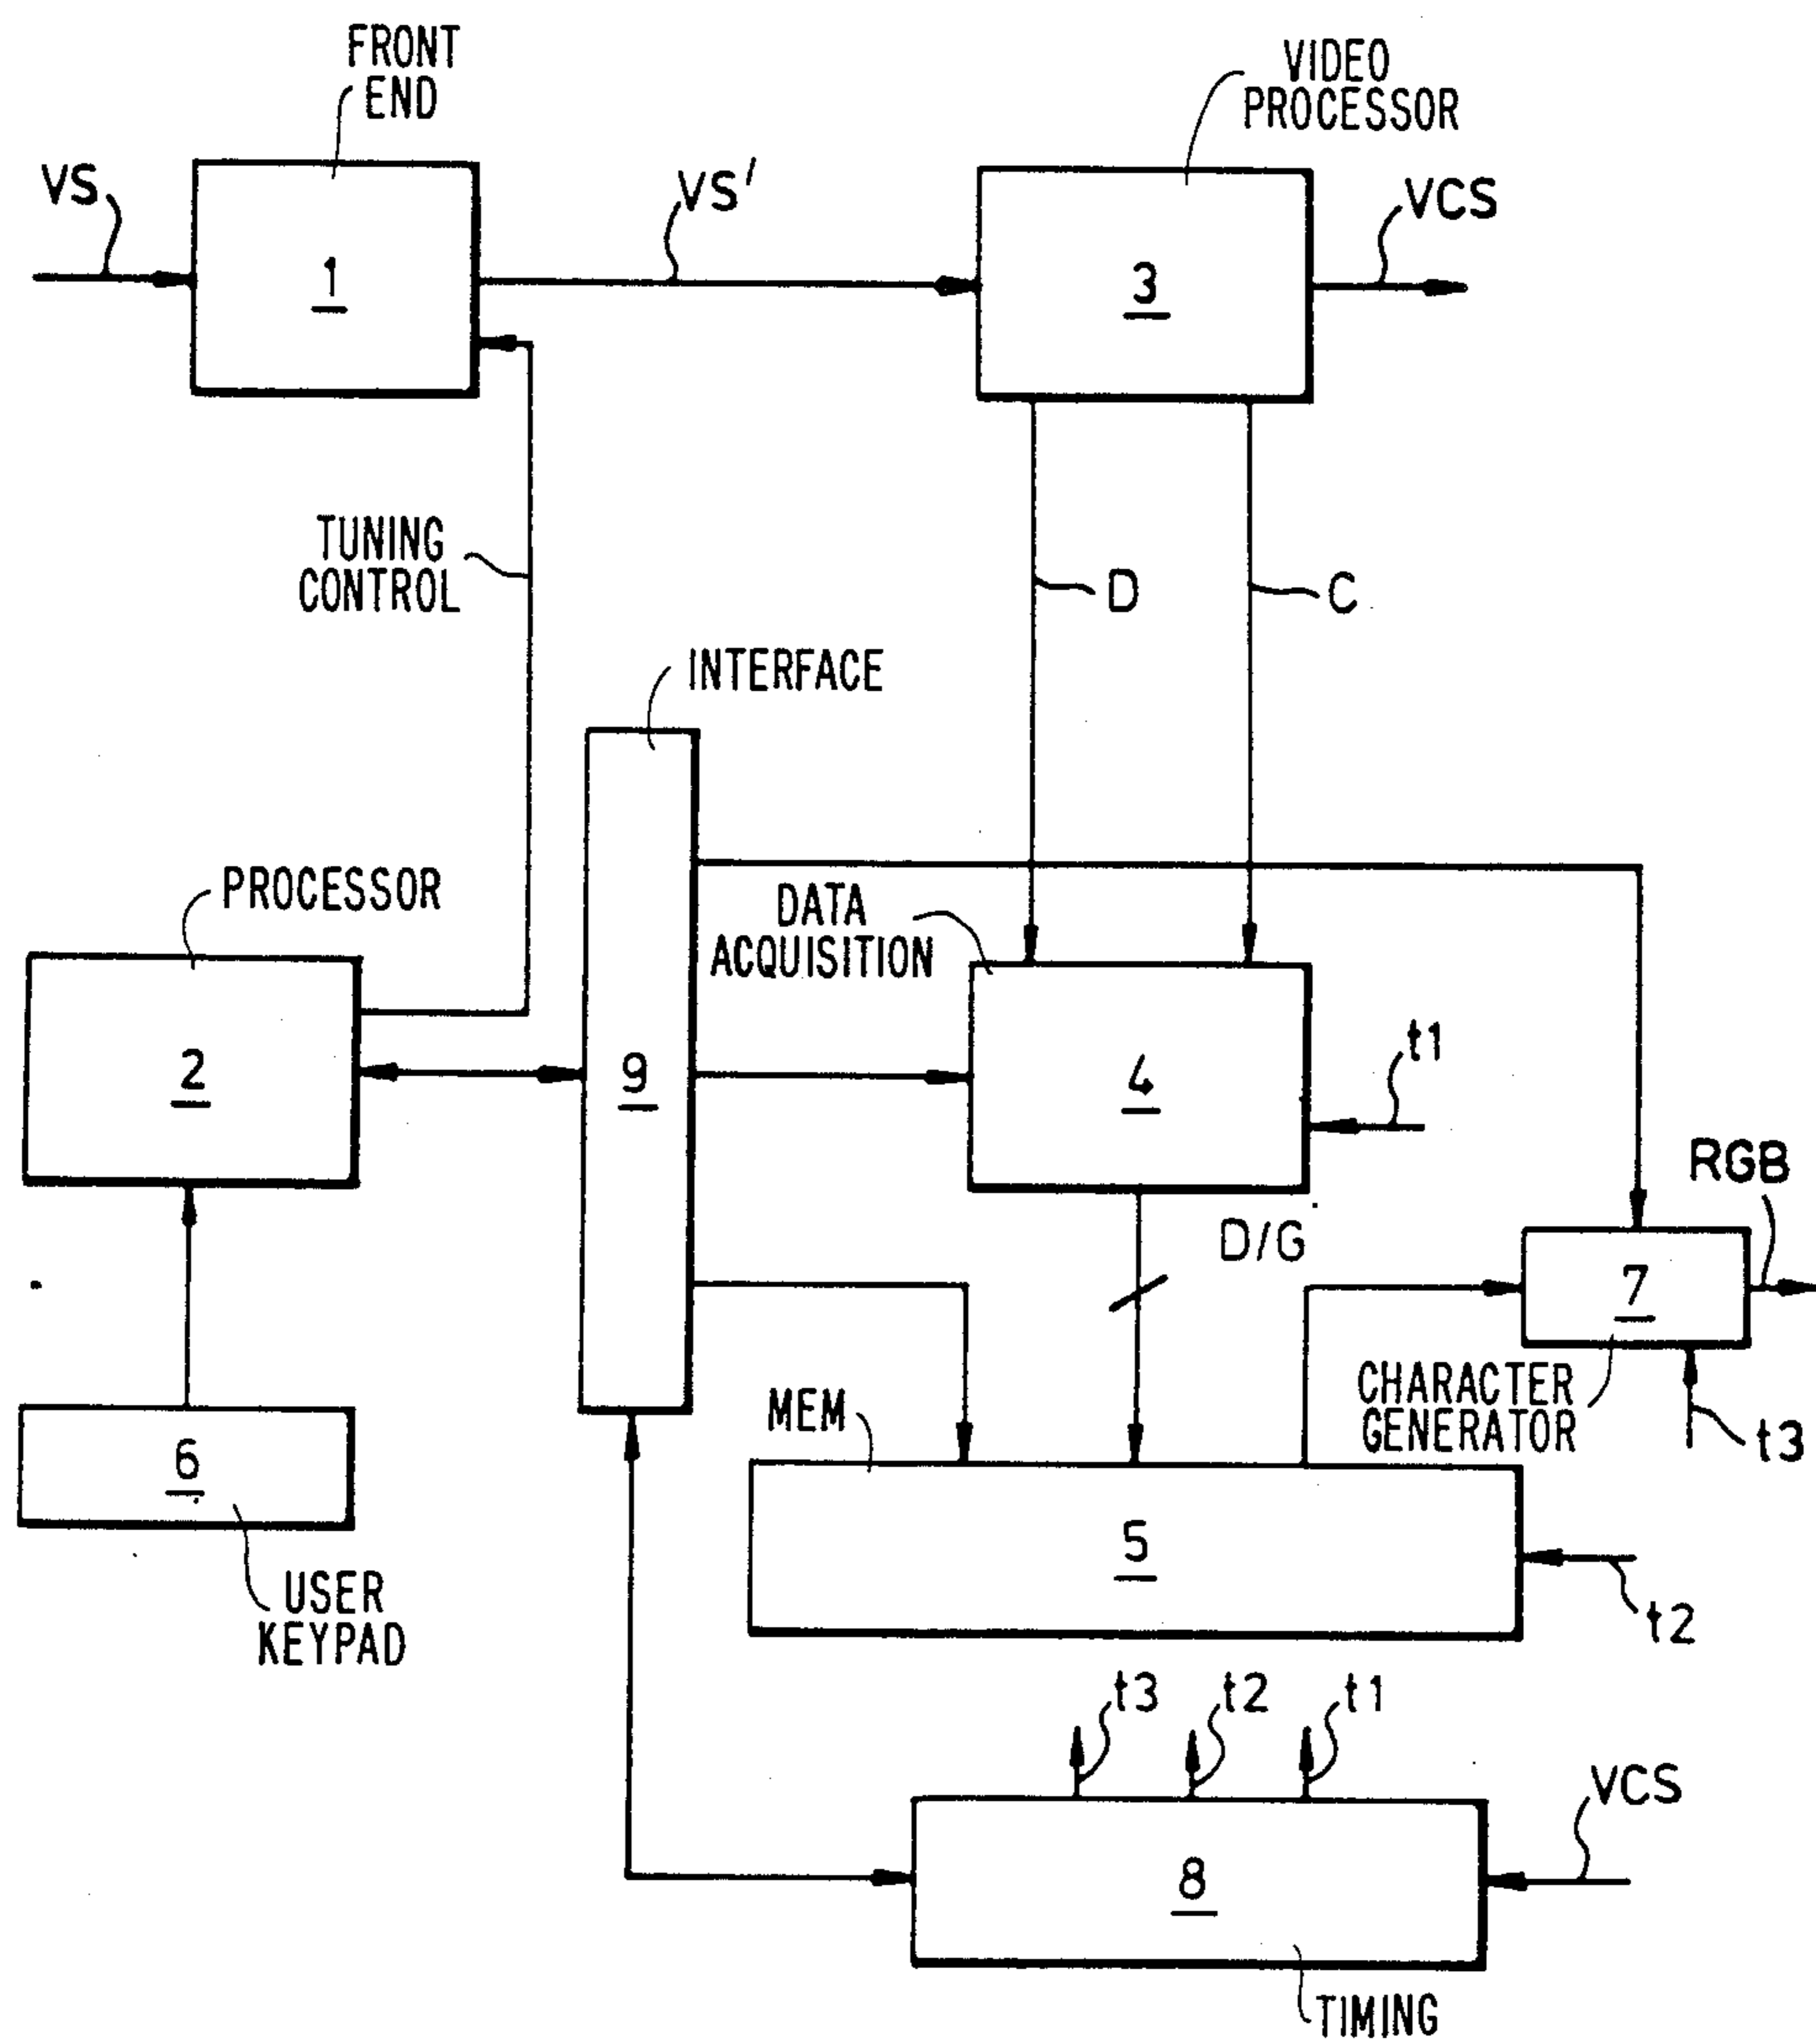 FRONT
END
VIDEO
PROCESSOR
VS
VS'
VCS
1
3
TUNING
CONTROL
D
C
INTERFACE
PROCESSOR
DATA
ACQUISITION
2
9
4
t1
RGB
D/G
7
MEM
CHARACTER
GENERATOR
t3
6
5
USER
KEYPAD
t2
t3
t2
t1
VCS
8
TIMING